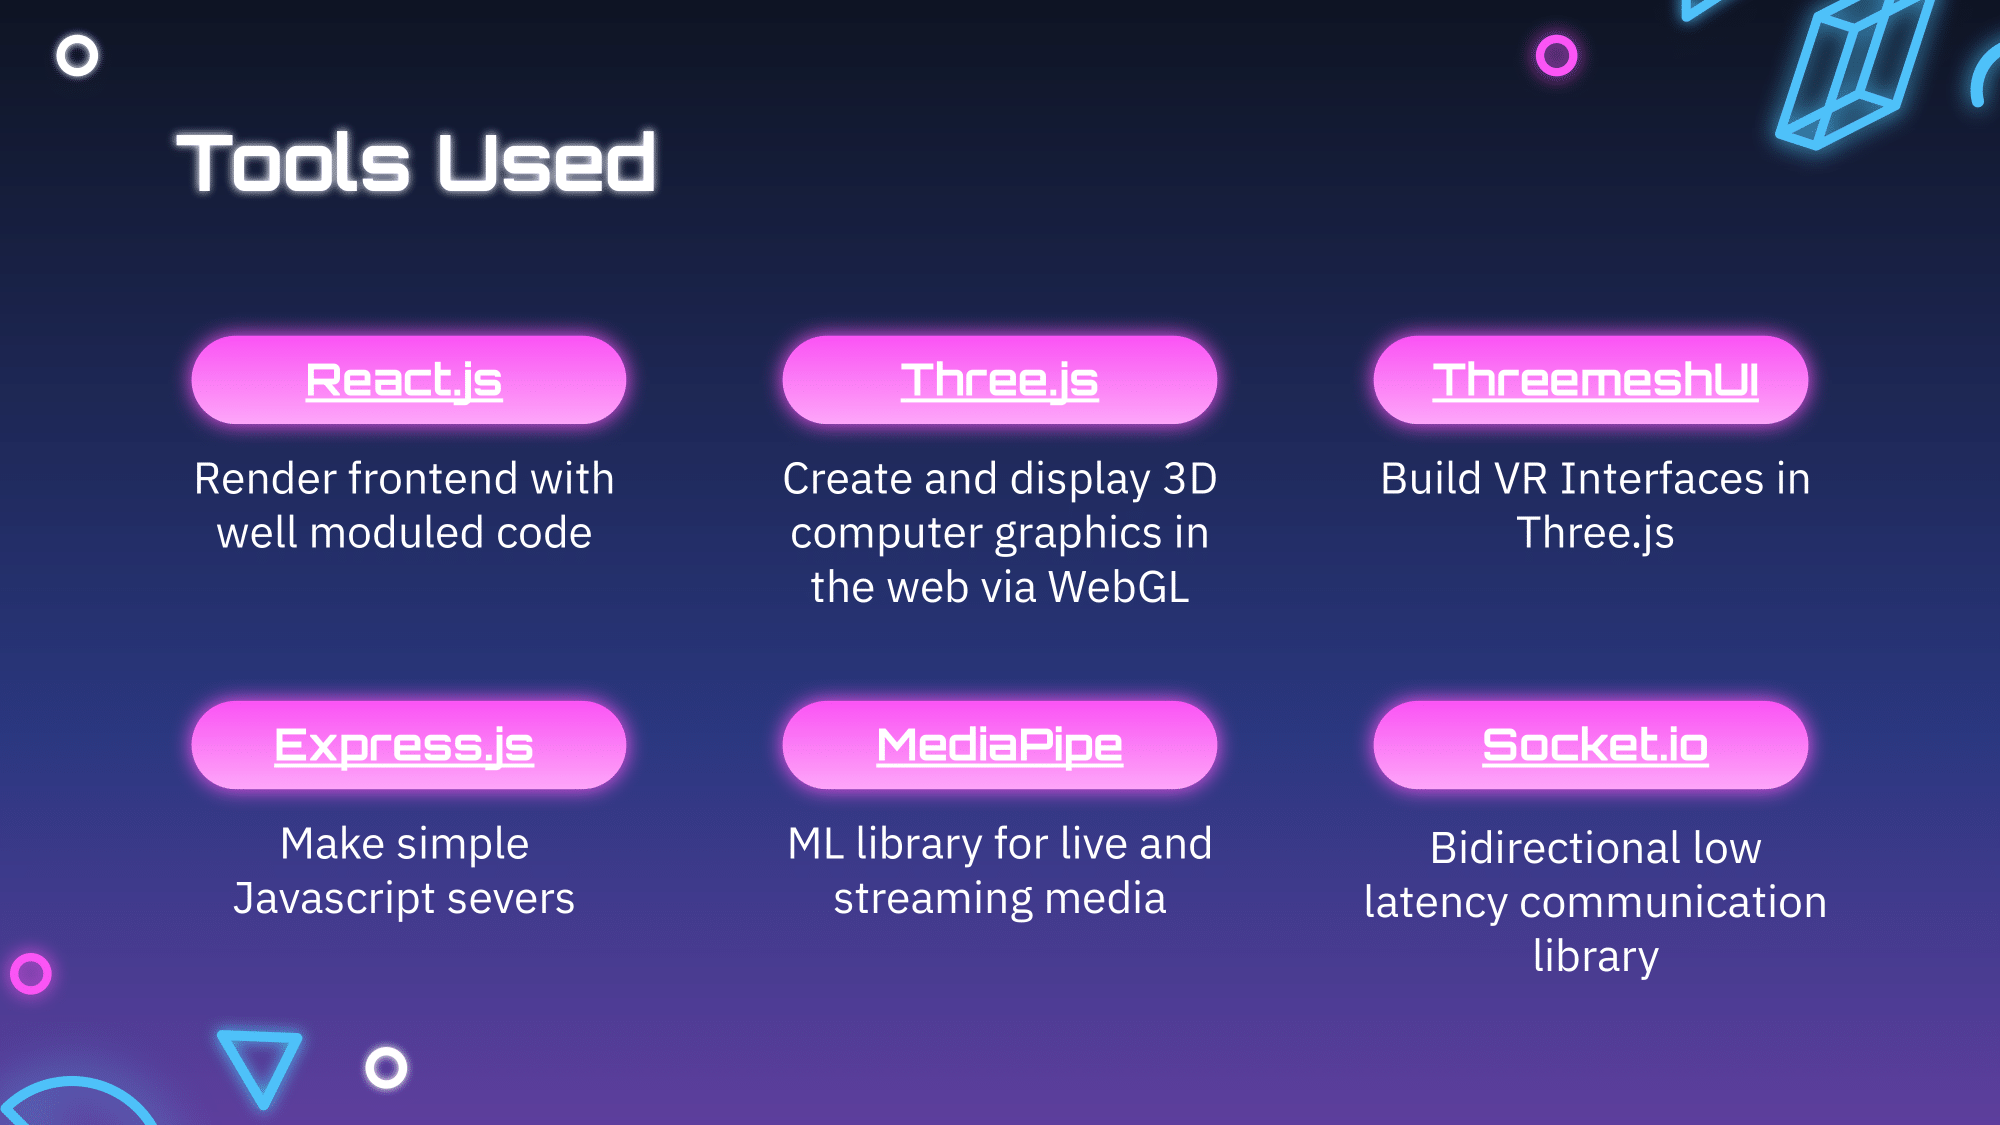 Tools Used
React.js
Render frontend with
well moduled code
Three.js
Create and display 3D
computer graphics in
the web via WebGL
ThreemeshUI
Build VR Interfaces in
Three.js
Express.js
Make simple
Javascript severs
MediaPipe
ML library for live and
streaming media
Socket.io
Bidirectional low
latency communication
library